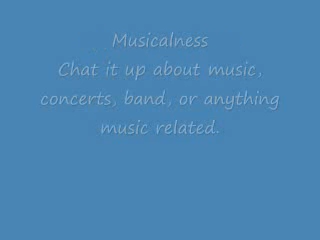 Musicalness
Chat it up about music,
concerts, band, or anything
music related.